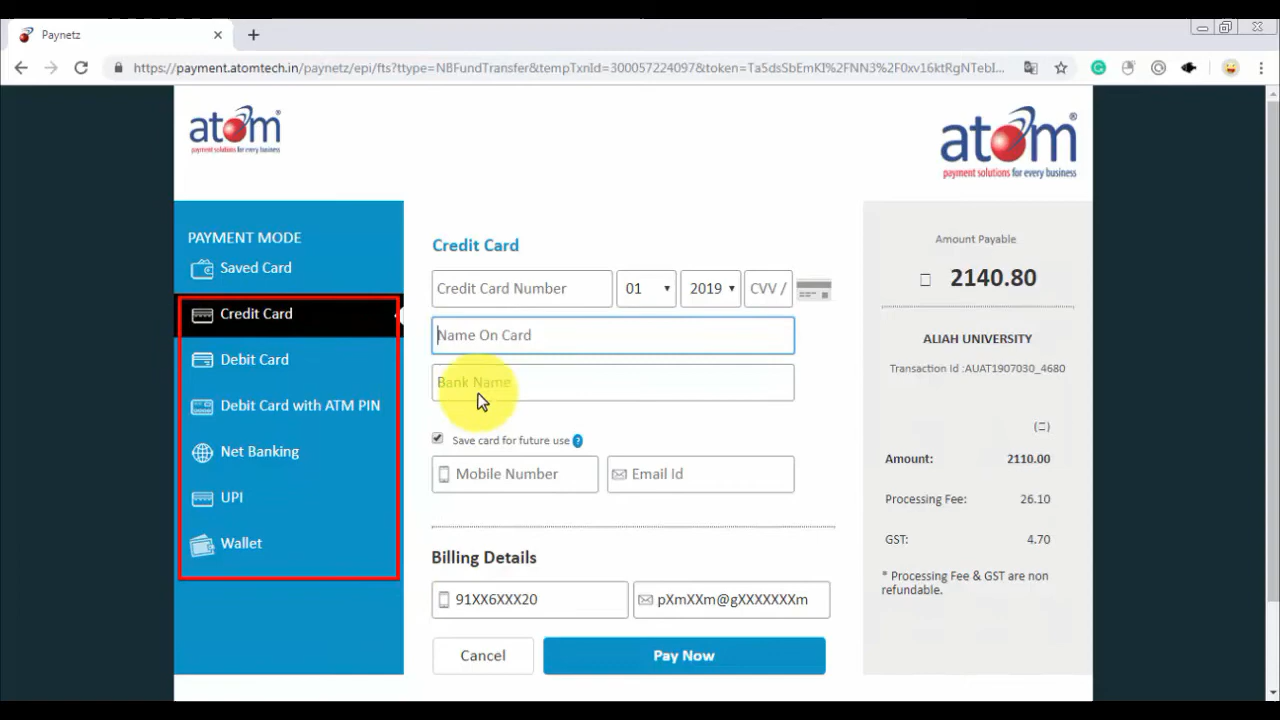 Paynetz
https://payment.atomtech.in/paynetz/epi/fts?ttype=NBFundTransfer&tempTxnId=300057224097&token=Ta5dsSbEmKI%2FNN3%2F0xv16ktRgNTebI...
atom®
payment solutions for every business
atom®
payment solutions for every business
PAYMENT MODE
Saved Card
Credit Card
Debit Card
Debit Card with ATM PIN
Net Banking
UPI
Wallet
Credit Card
Credit Card Number 01 2019 CVV /
Name On Card
Bank Name
Save card for future use ?
Mobile Number Email Id
Billing Details
91XX6XXX20 pXmXXm@gXXXXXXm
Cancel Pay Now
Amount Payable
2140.80
ALIAH UNIVERSITY
Transaction Id :AUAT1907030_4680
Amount: 2110.00
Processing Fee: 26.10
GST: 4.70
* Processing Fee & GST are non
refundable.